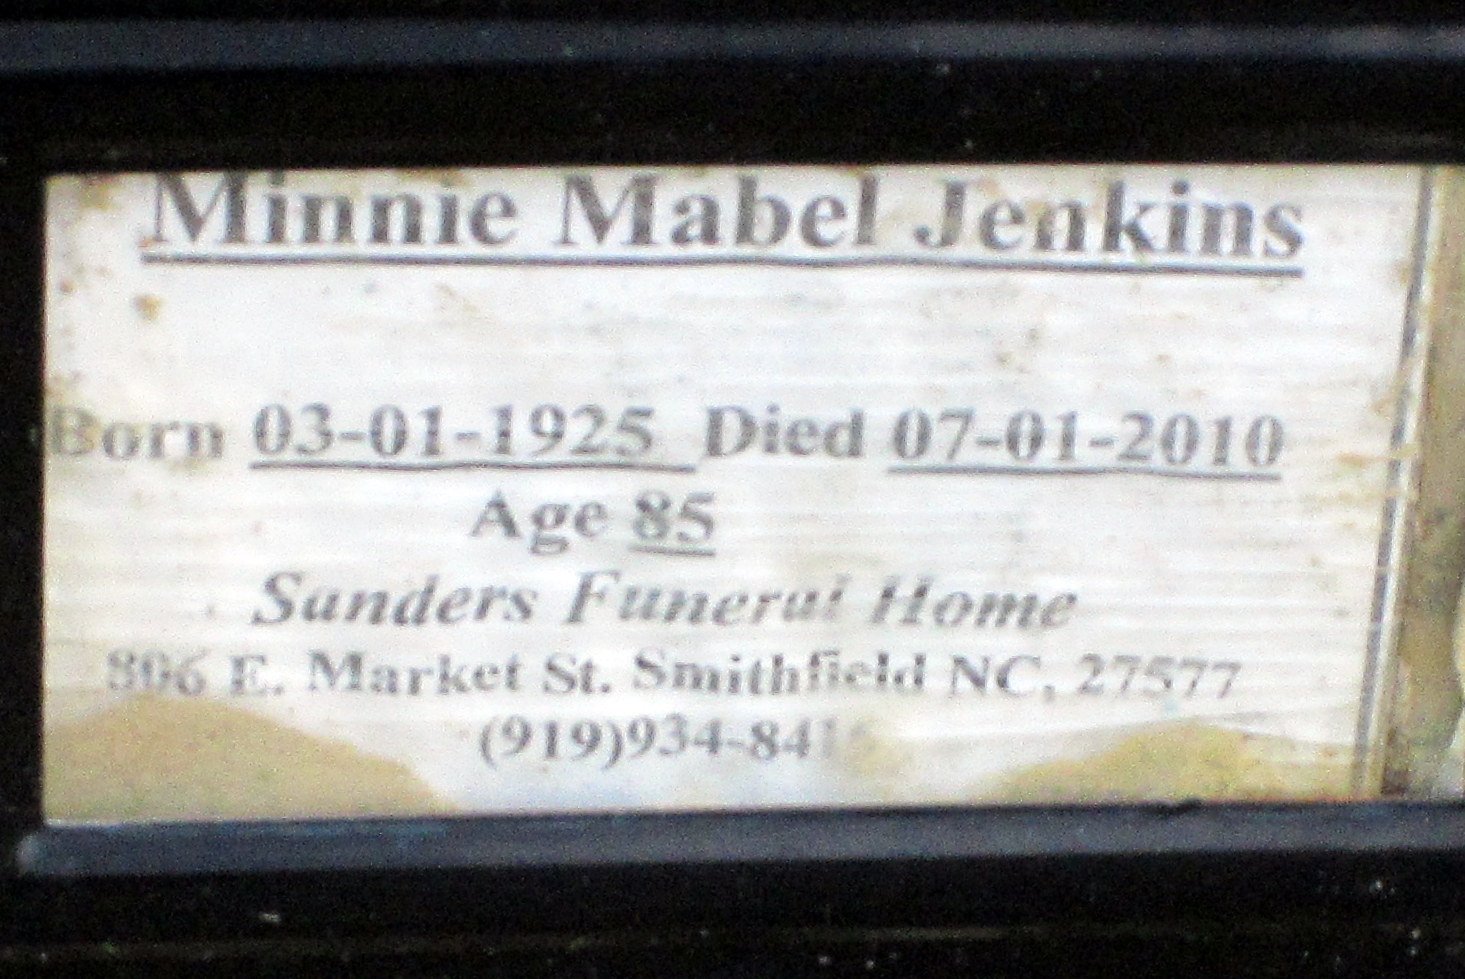 Minnie Mabel Jenkins
Born 03-01-1925 Died 07-01-2010
Age 85
Sanders Funeral Home
806 E. Market St. Smithfield NC, 27577